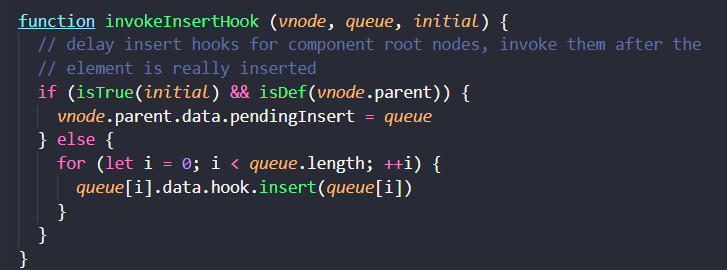 function invokeInsertHook (vnode, queue, initial) {
  // delay insert hooks for component root nodes, invoke them after the
  // element is really inserted
  if (isTrue(initial) && isDef(vnode.parent)) {
    vnode.parent.data.pendingInsert = queue
  } else {
    for (let i = 0; i < queue.length; ++i) {
      queue[i].data.hook.insert(queue[i])
    }
  }
}